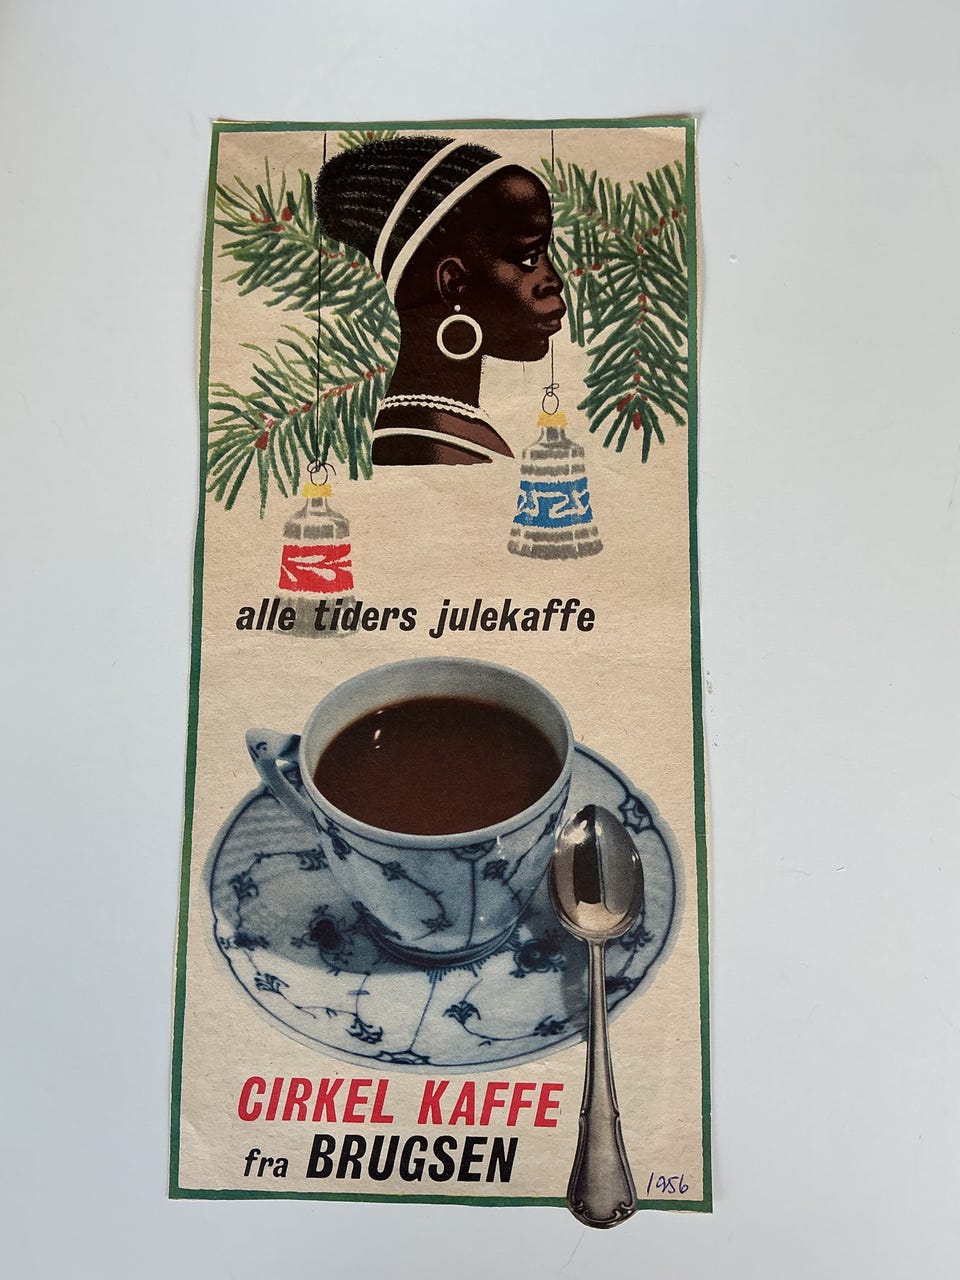 alle tiders julekaffe
CIRKEL KAFFE
fra BRUGSEN
1956